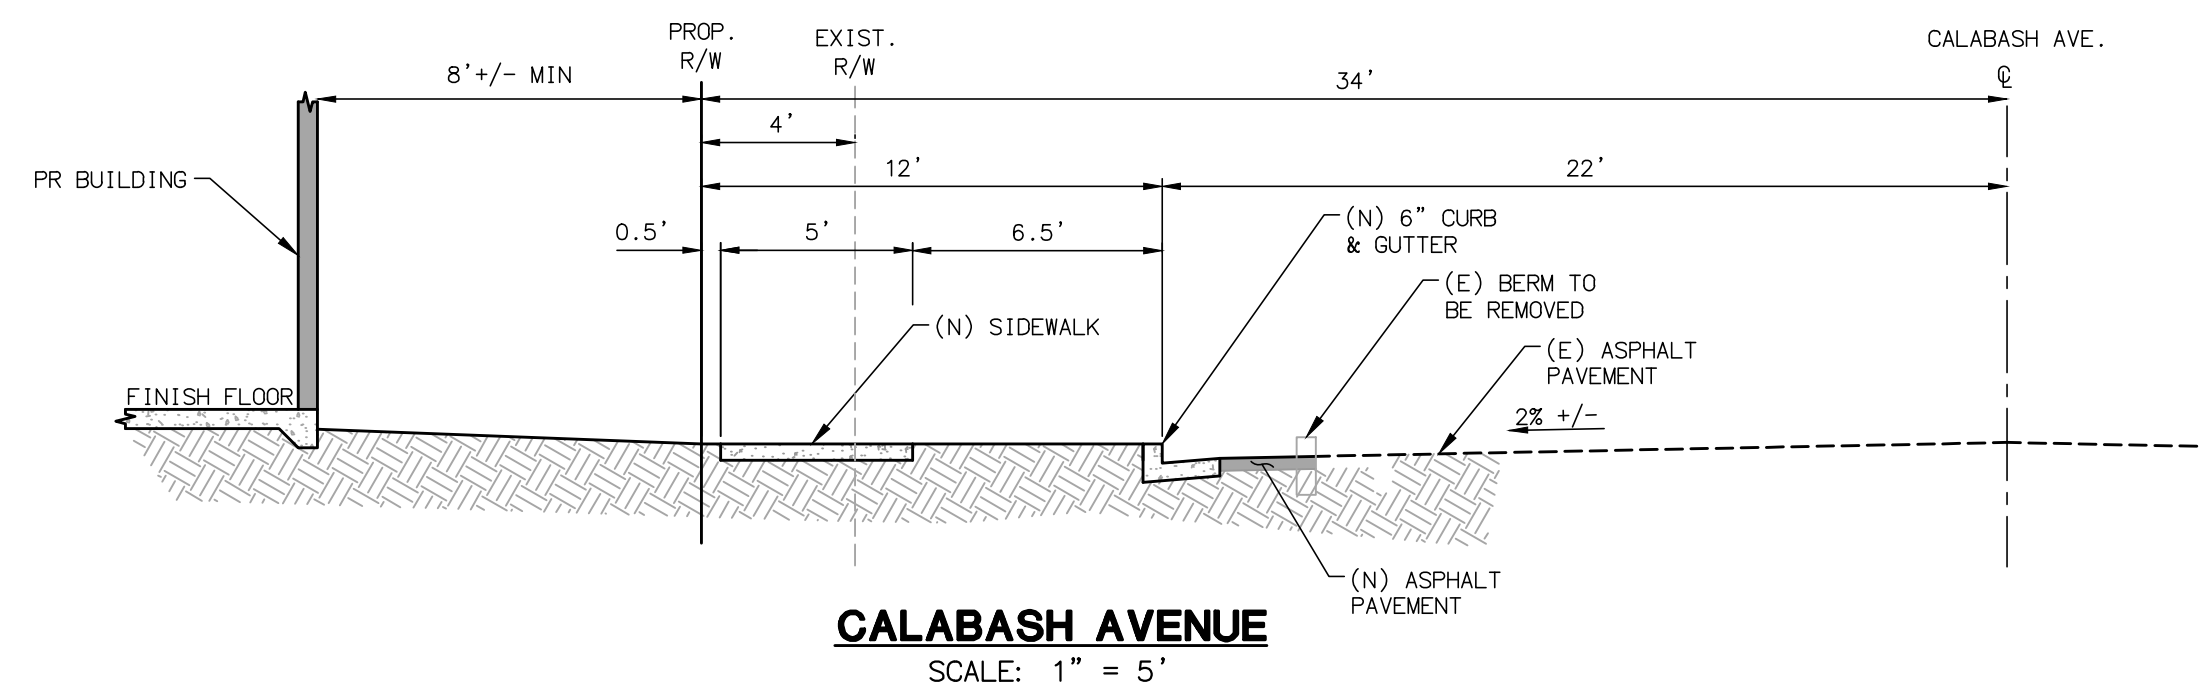 PROP.
R/W
EXIST.
R/W
CALABASH AVE.
℄
8'+/- MIN
34'
4'
12'
22'
PR BUILDING
0.5'
5'
6.5'
(N) 6" CURB
& GUTTER
(E) BERM TO
BE REMOVED
(N) SIDEWALK
(E) ASPHALT
PAVEMENT
FINISH FLOOR
2% +/-
(N) ASPHALT
PAVEMENT
CALABASH AVENUE
SCALE: 1" = 5'